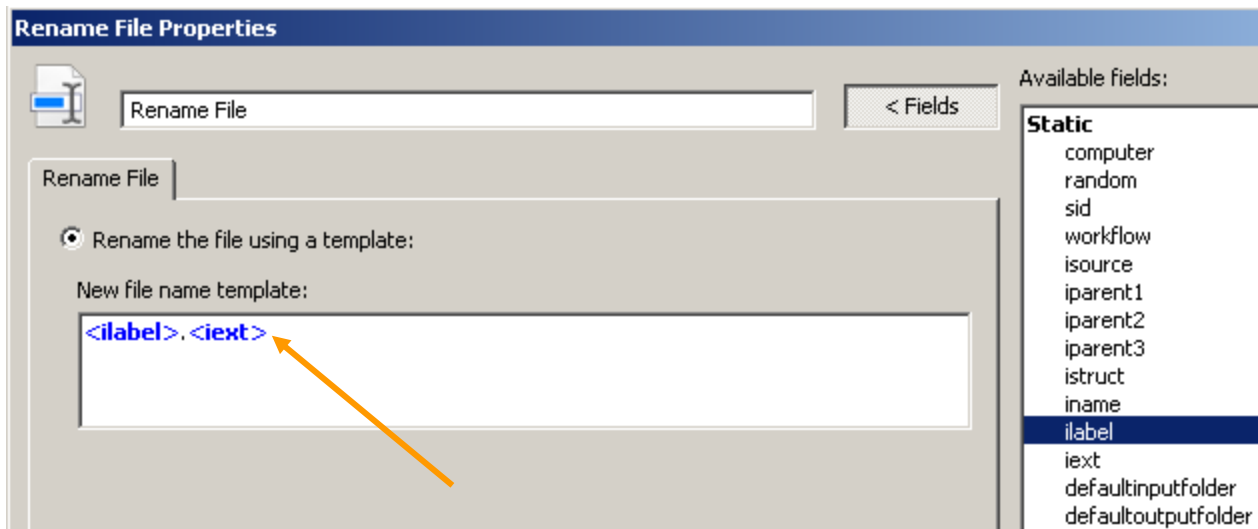 Rename File Properties
Rename File
< Fields
Rename File
Rename the file using a template:
New file name template:
<ilabel>.<iext>
Available fields:
Static
computer
random
sid
workflow
isource
iparent1
iparent2
iparent3
istruct
iname
ilabel
iext
defaultinputfolder
defaultoutputfolder